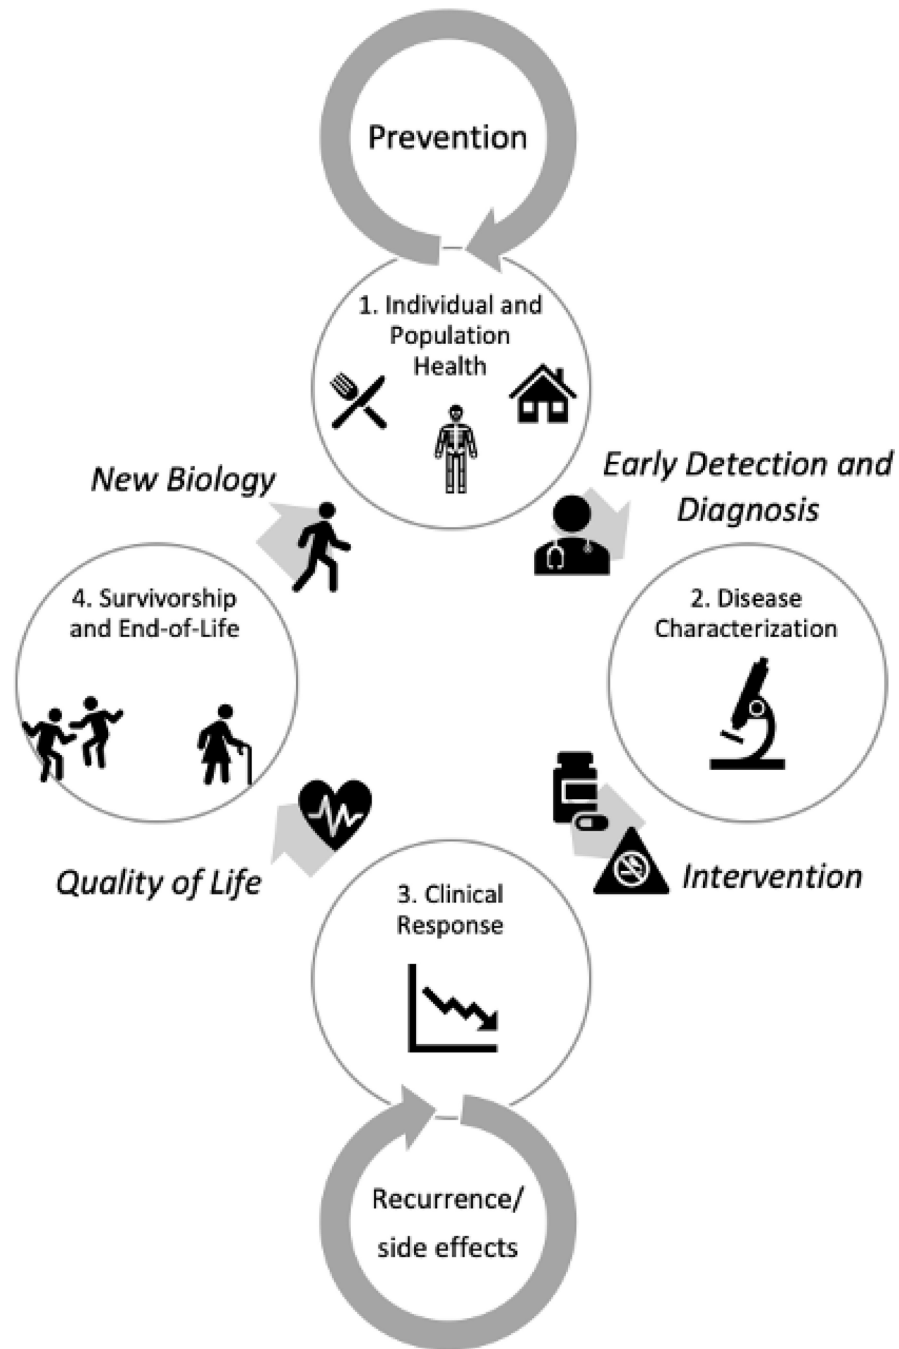 Prevention
1. Individual and
Population
Health
New Biology
Early Detection and
Diagnosis
4. Survivorship
and End-of-Life
2. Disease
Characterization
Quality of Life
Intervention
3. Clinical
Response
Recurrence/
side effects